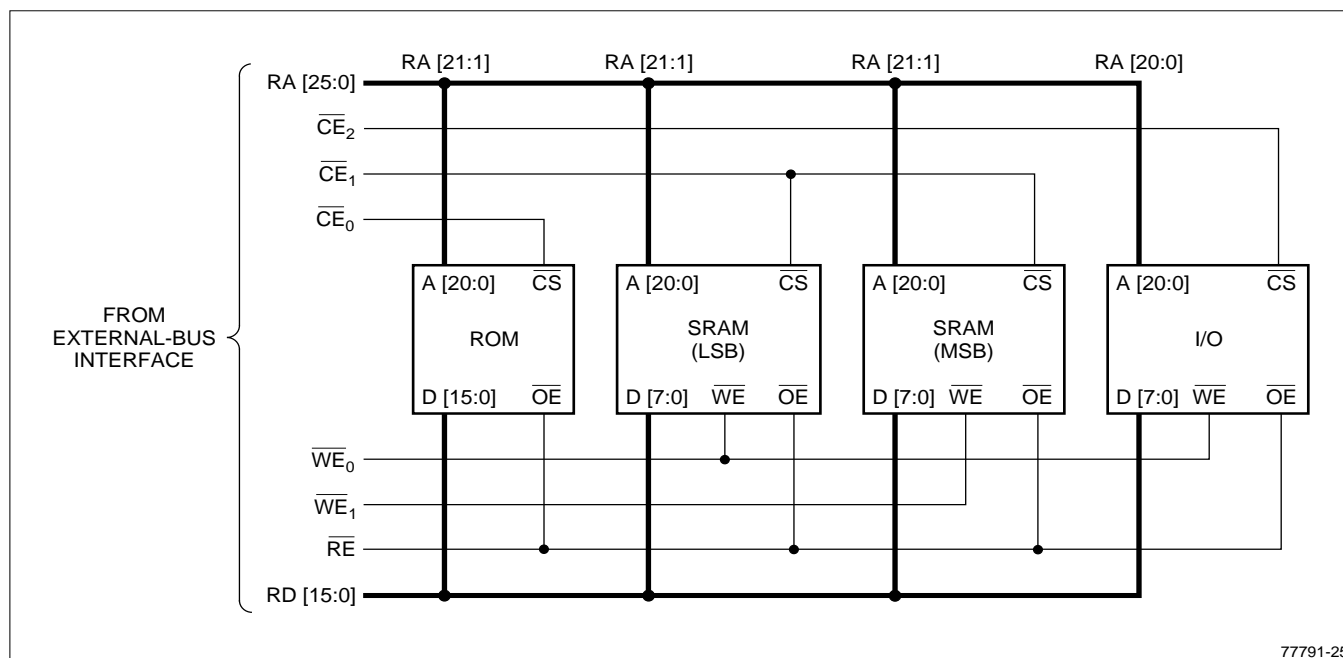 RA [21:1] RA [21:1] RA [21:1] RA [20:0]
RA [25:0]
CE2
CE1
CE0
A [20:0] CS A [20:0] CS A [20:0] CS A [20:0] CS
FROM
EXTERNAL-BUS
INTERFACE
ROM
SRAM
(LSB)
SRAM
(MSB)
I/O
D [15:0] OE D [7:0] WE OE D [7:0] WE OE D [7:0] WE OE
WE0
WE1
RE
RD [15:0]